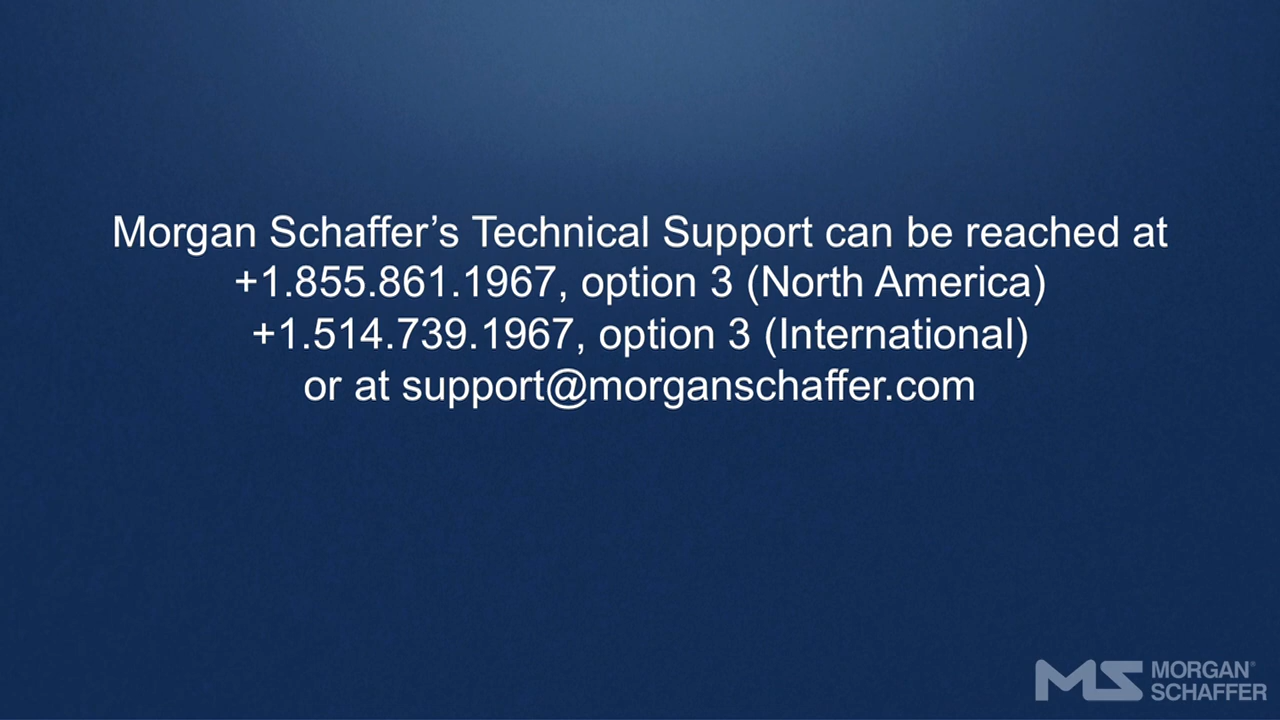 Morgan Schaffer’s Technical Support can be reached at
+1.855.861.1967, option 3 (North America)
+1.514.739.1967, option 3 (International)
or at support@morganschaffer.com
MS MORGAN®
SCHAFFER